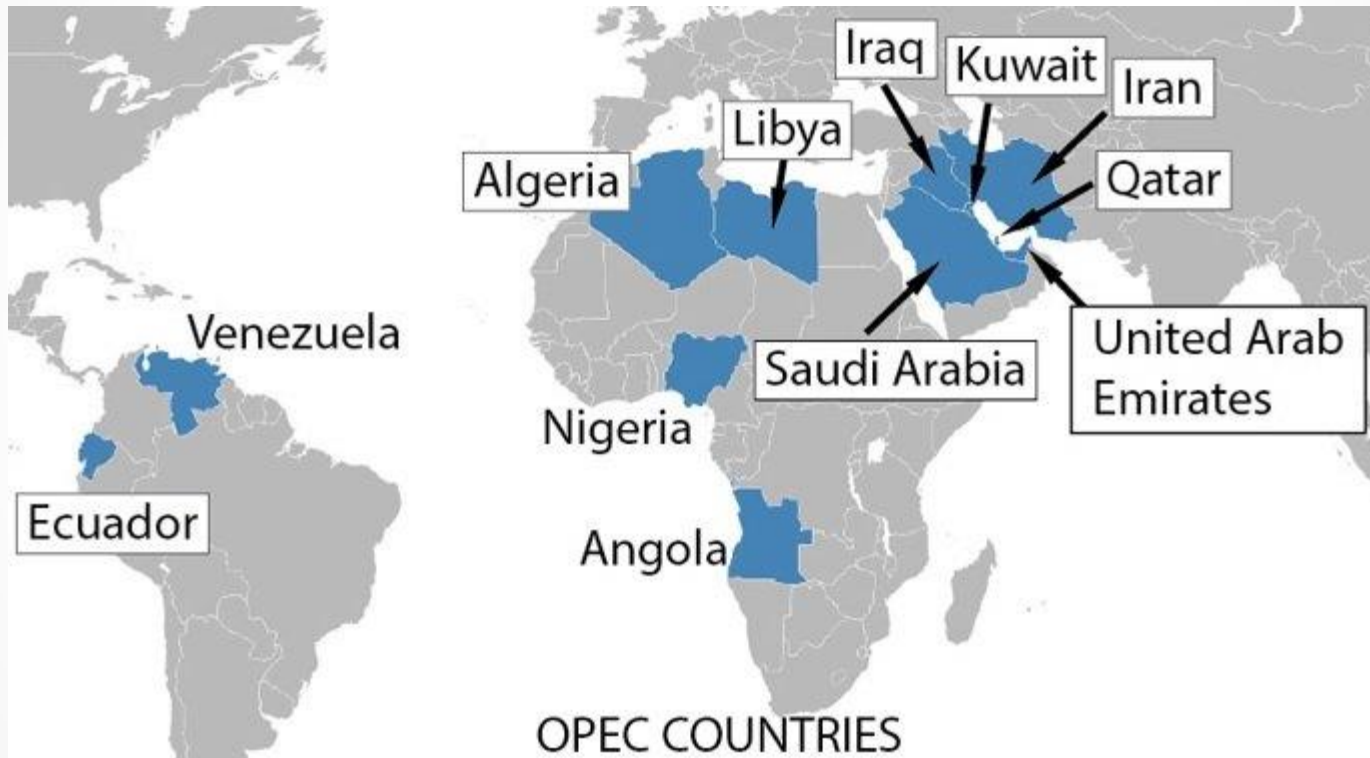 Iraq
Kuwait
Iran
Libya
Algeria
Qatar
Venezuela
Saudi Arabia
United Arab
Emirates
Nigeria
Ecuador
Angola
OPEC COUNTRIES